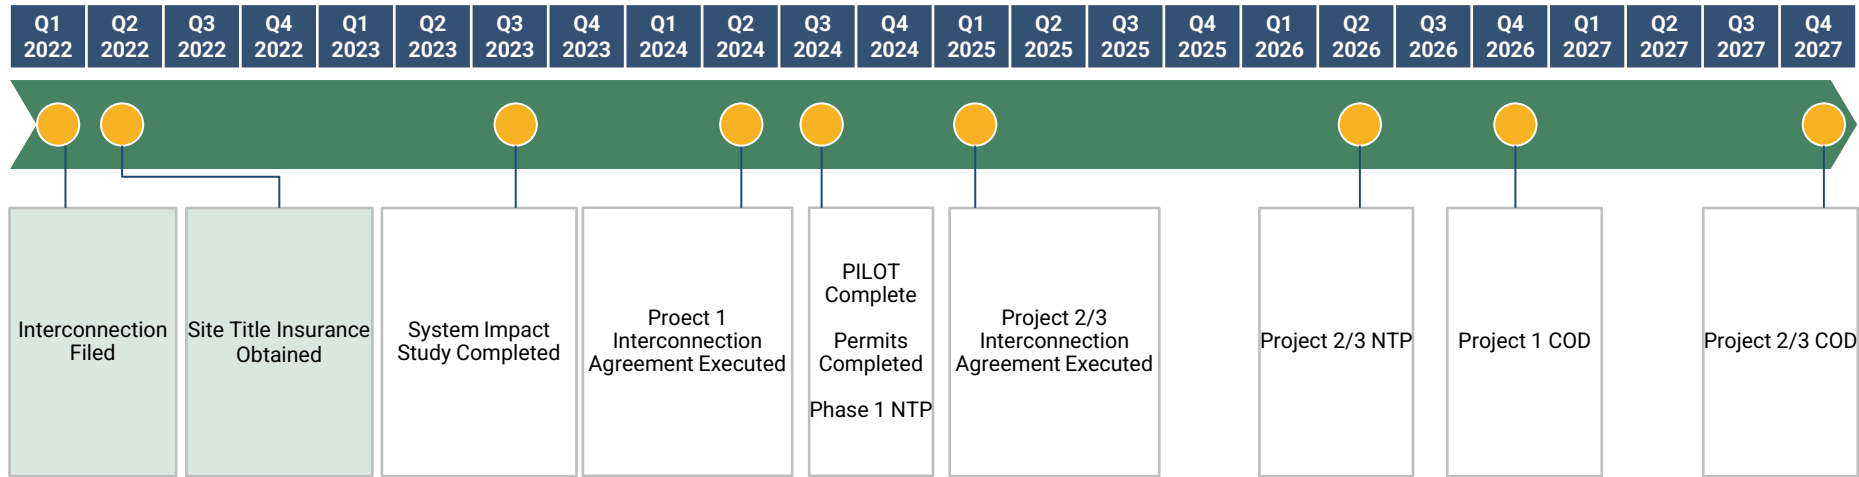 Q1 2022
Q2 2022
Q3 2022
Q4 2022
Q1 2023
Q2 2023
Q3 2023
Q4 2023
Q1 2024
Q2 2024
Q3 2024
Q4 2024
Q1 2025
Q2 2025
Q3 2025
Q4 2025
Q1 2026
Q2 2026
Q3 2026
Q4 2026
Q1 2027
Q2 2027
Q3 2027
Q4 2027
Interconnection
Filed
Site Title Insurance
Obtained
System Impact
Study Completed
Proect 1
Interconnection
Agreement Executed
PILOT
Complete
Permits
Completed
Phase 1 NTP
Project 2/3
Interconnection
Agreement Executed
Project 2/3 NTP
Project 1 COD
Project 2/3 COD